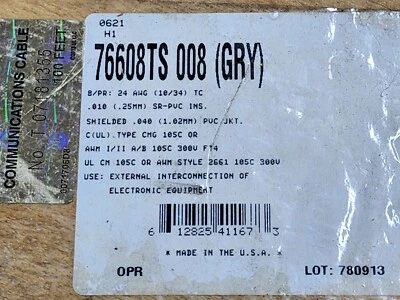 0621
H1
76608TS 008 (GRY)
8/PR: 24 AWG (10/34) TC
.010 (.25MM) SR-PVC INS.
SHIELDED .040 (1.02MM) PVC JKT.
C(UL) TYPE CMG 105C OR
AWM I/II A/B 105C 300V FT4
UL CM 105C OR AWM STYLE 2661 105C 300V
USE: EXTERNAL INTERCONNECTION OF
ELECTRONIC EQUIPMENT
6 12825 41167 3
* MADE IN THE U.S.A. *
OPR
LOT: 780913
COMMUNICATIONS CABLE
No. T-
FEET